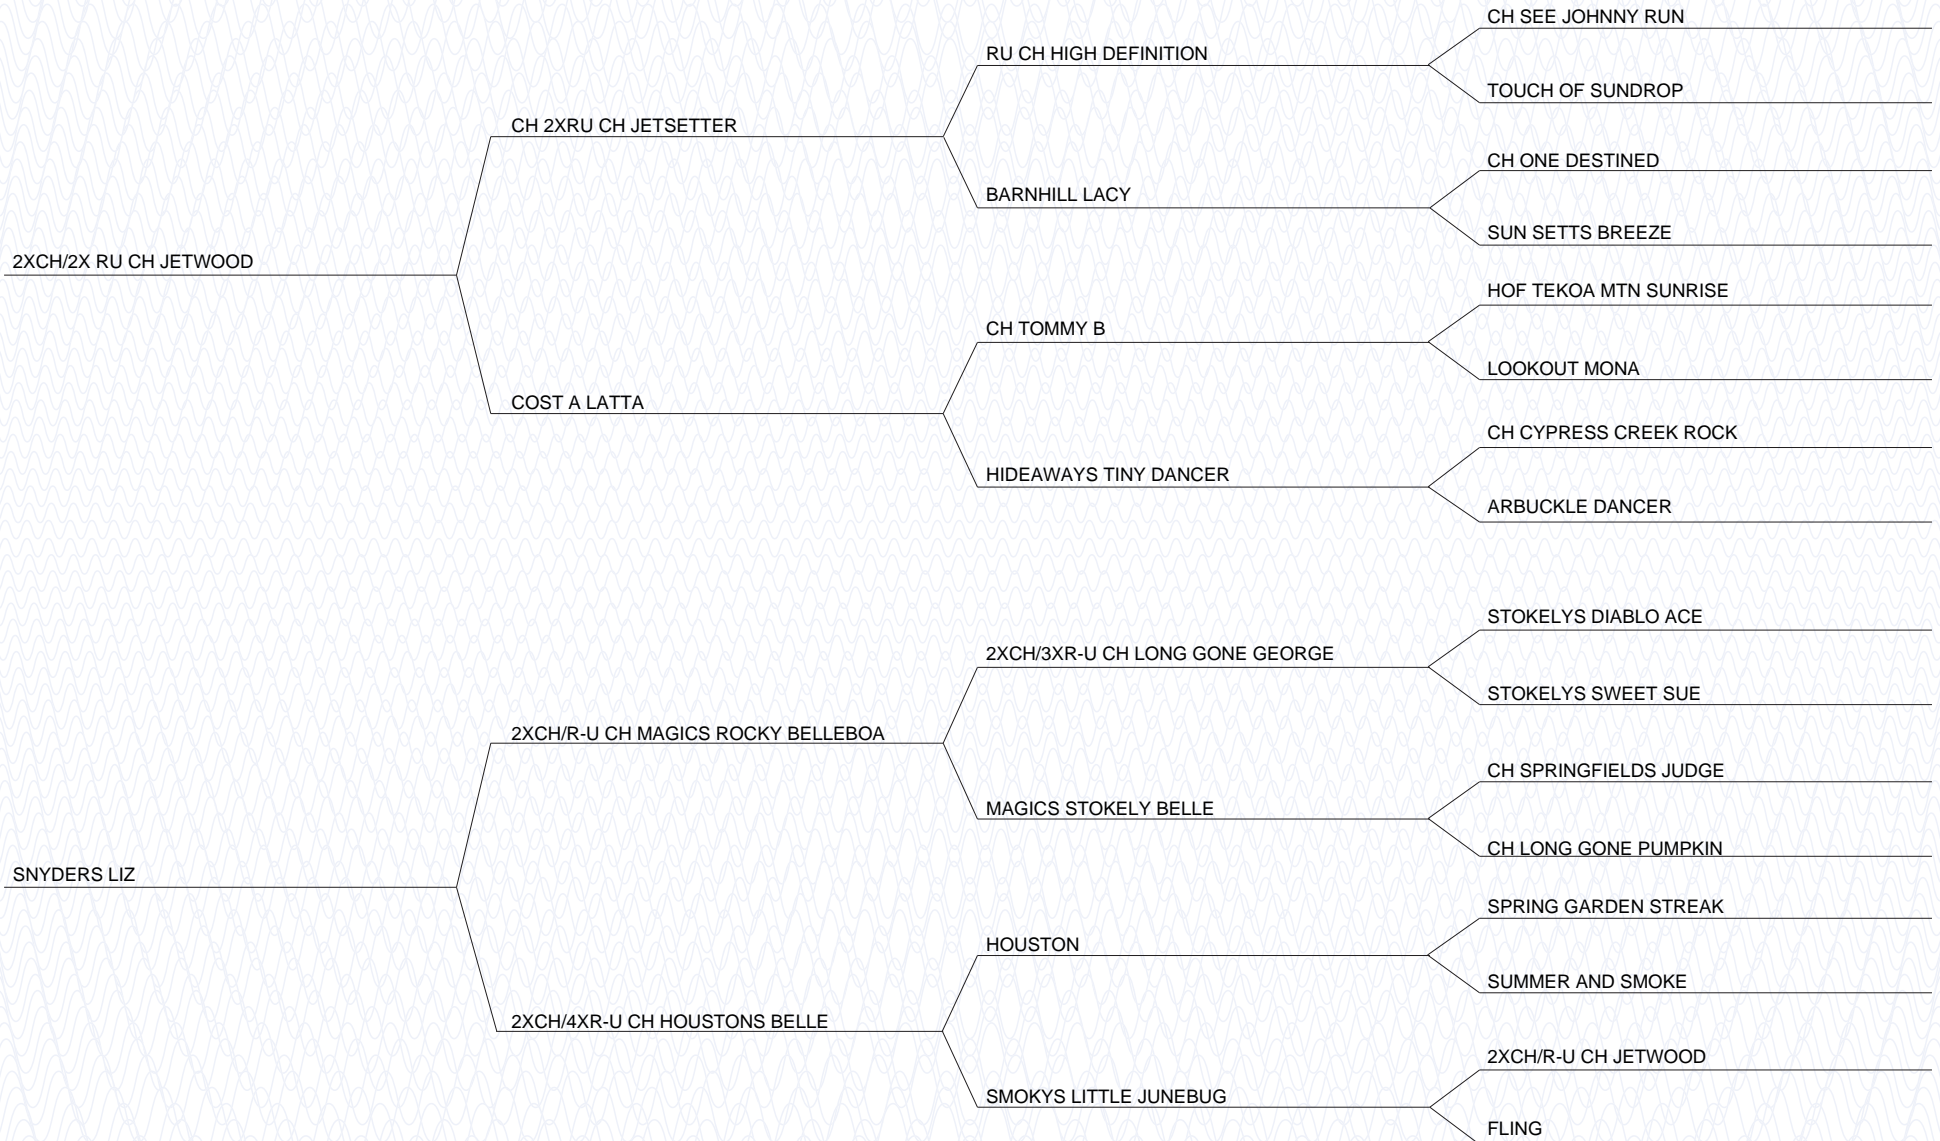 CH SEE JOHNNY RUN
RU CH HIGH DEFINITION
TOUCH OF SUNDROP
CH 2XRU CH JETSETTER
CH ONE DESTINED
BARNHILL LACY
SUN SETTS BREEZE
2XCH/2X RU CH JETWOOD
HOF TEKOA MTN SUNRISE
CH TOMMY B
LOOKOUT MONA
COST A LATTA
CH CYPRESS CREEK ROCK
HIDEAWAYS TINY DANCER
ARBUCKLE DANCER
STOKELYS DIABLO ACE
2XCH/3XR-U CH LONG GONE GEORGE
STOKELYS SWEET SUE
2XCH/R-U CH MAGICS ROCKY BELLEBOA
CH SPRINGFIELDS JUDGE
MAGICS STOKELY BELLE
CH LONG GONE PUMPKIN
SNYDERS LIZ
SPRING GARDEN STREAK
HOUSTON
SUMMER AND SMOKE
2XCH/4XR-U CH HOUSTONS BELLE
2XCH/R-U CH JETWOOD
SMOKYS LITTLE JUNEBUG
FLING